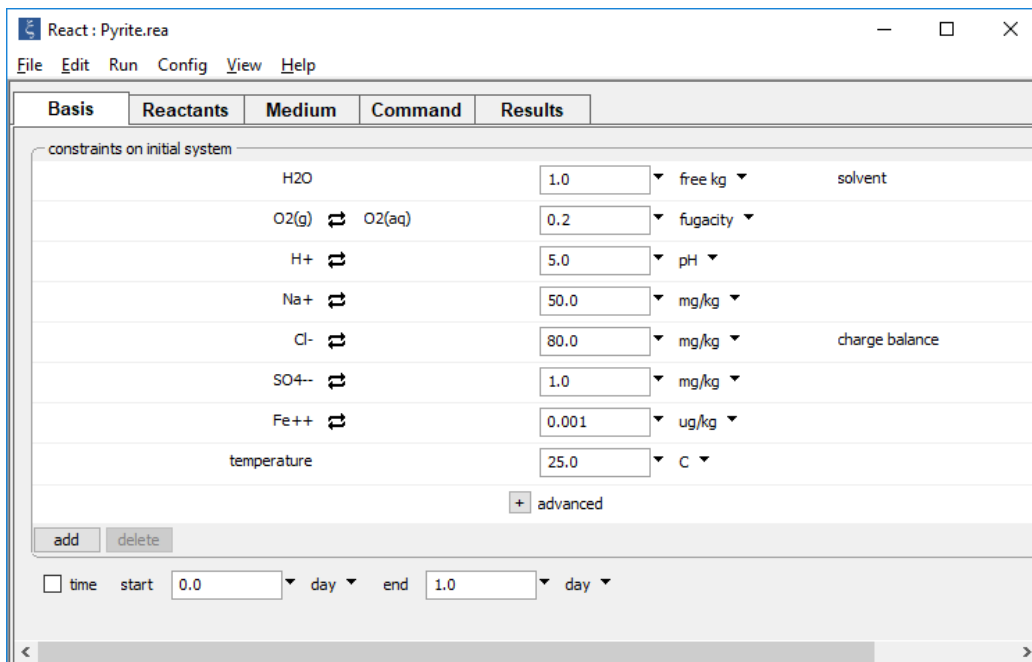 React : Pyrite.rea
File Edit Run Config View Help
Basis Reactants Medium Command Results
constraints on initial system
H2O 1.0 free kg solvent
O2(g) O2(aq) 0.2 fugacity
H+ 5.0 pH
Na+ 50.0 mg/kg
Cl- 80.0 mg/kg charge balance
SO4-- 1.0 mg/kg
Fe++ 0.001 ug/kg
temperature 25.0 C
+ advanced
add delete
time start 0.0 day end 1.0 day